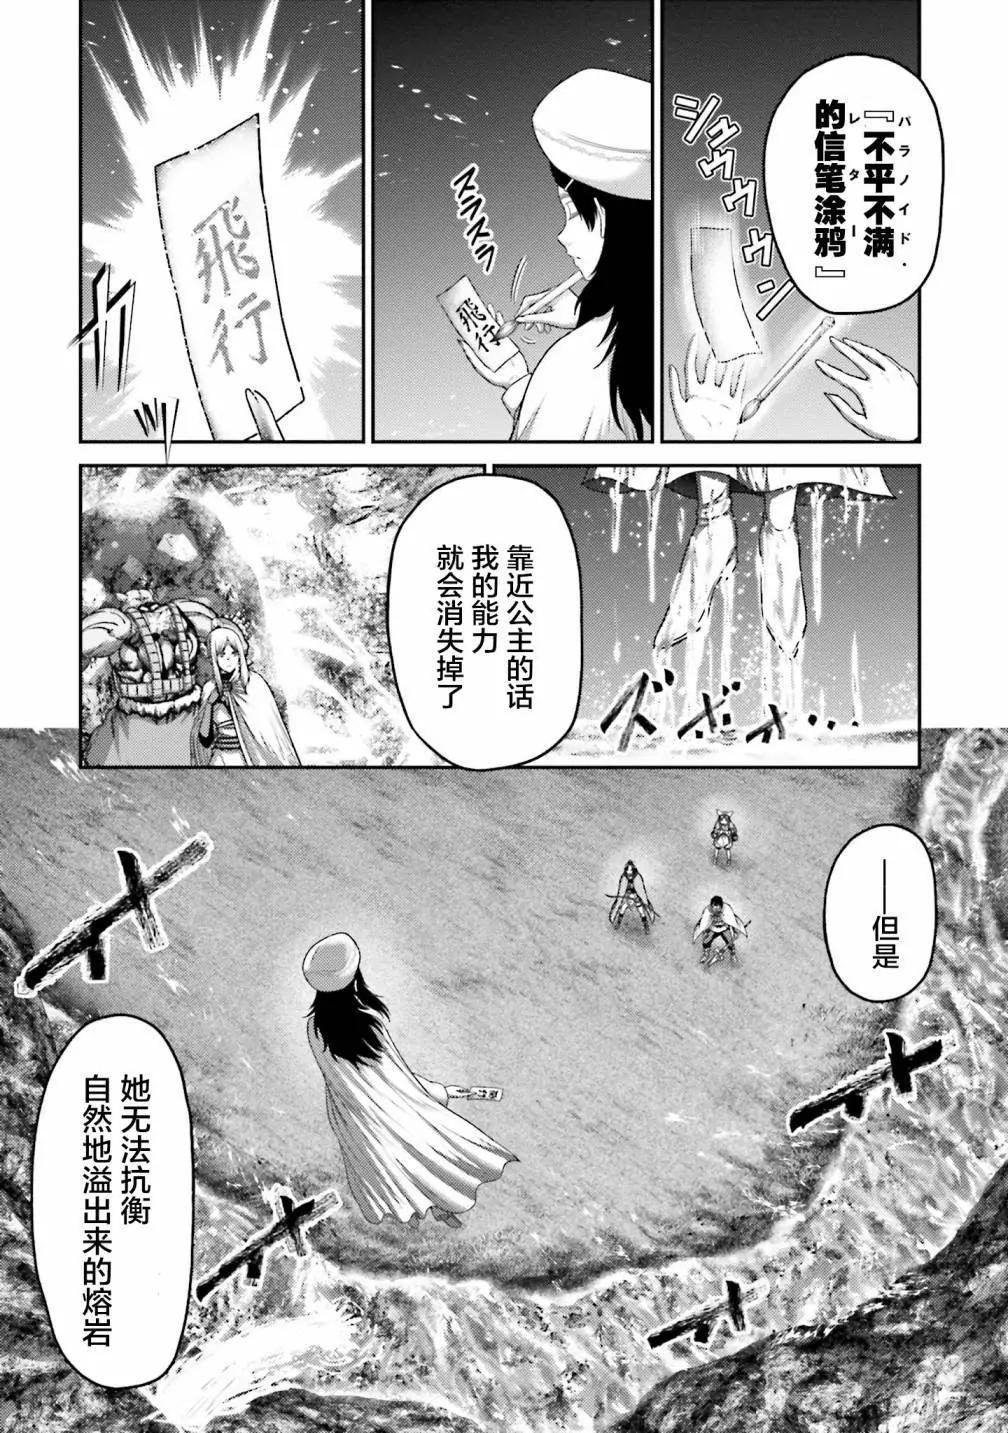 『不平不满
的信笔涂鸦』
パラノイド・
レター
シュウウウン
飛行
スラスラ
飛行
靠近公主的话
我的能力
就会消失掉了
——但是
她无法抗衡
自然地溢出来的熔岩